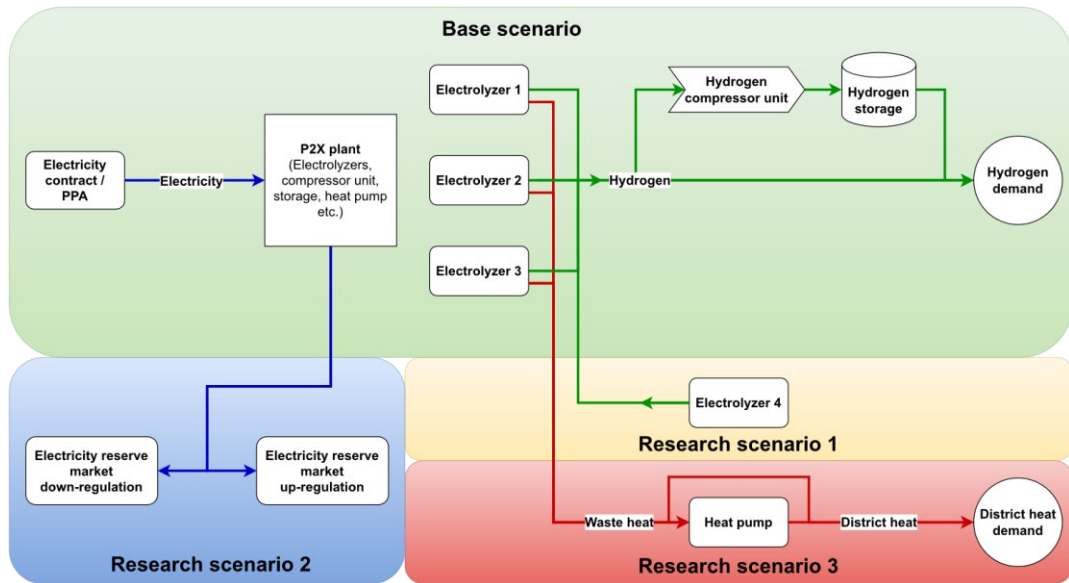 Base scenario
Electricity
contract /
PPA
Electricity
P2X plant
(Electrolyzers,
compressor unit,
storage, heat pump
etc.)
Electrolyzer 1
Electrolyzer 2
Electrolyzer 3
Hydrogen
Hydrogen
compressor unit
Hydrogen
storage
Hydrogen
demand
Electricity reserve
market
down-regulation
Electricity reserve
market
up-regulation
Research scenario 2
Electrolyzer 4
Research scenario 1
Waste heat
Heat pump
District heat
District heat
demand
Research scenario 3